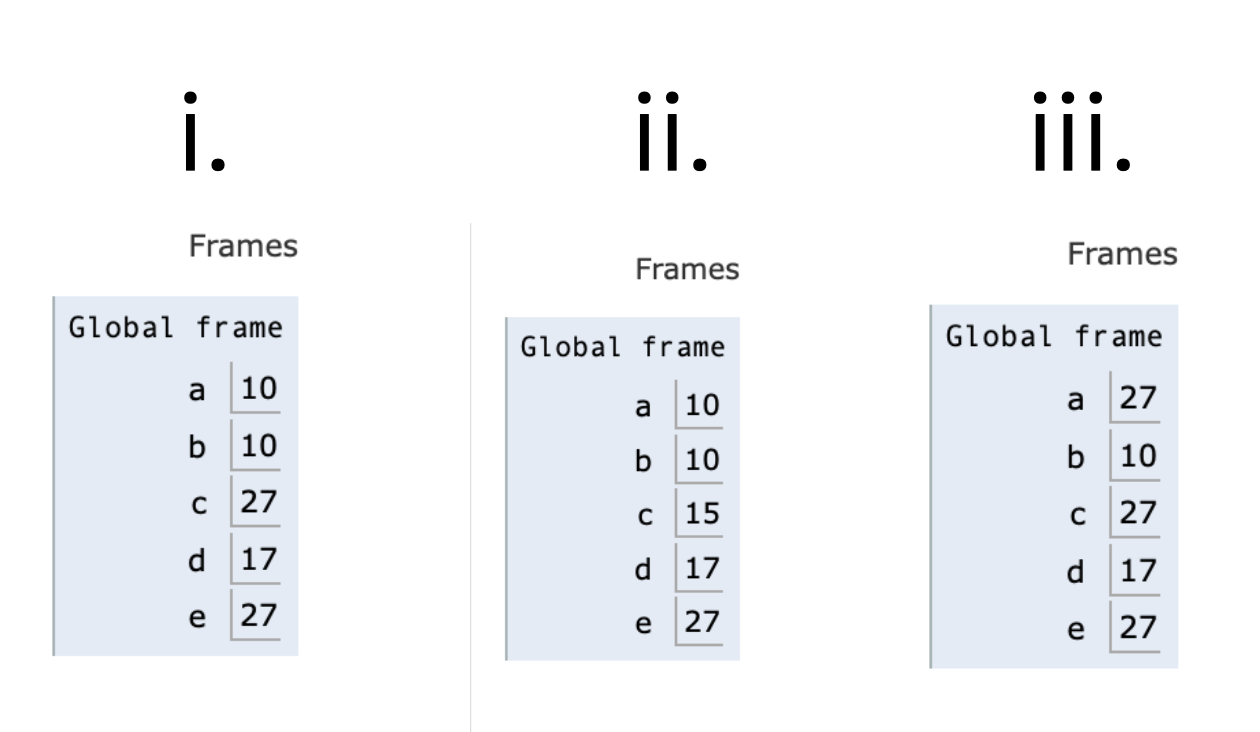 i.
ii.
iii.
Frames
Global frame
a 10
b 10
c 27
d 17
e 27
Frames
Global frame
a 10
b 10
c 15
d 17
e 27
Frames
Global frame
a 27
b 10
c 27
d 17
e 27